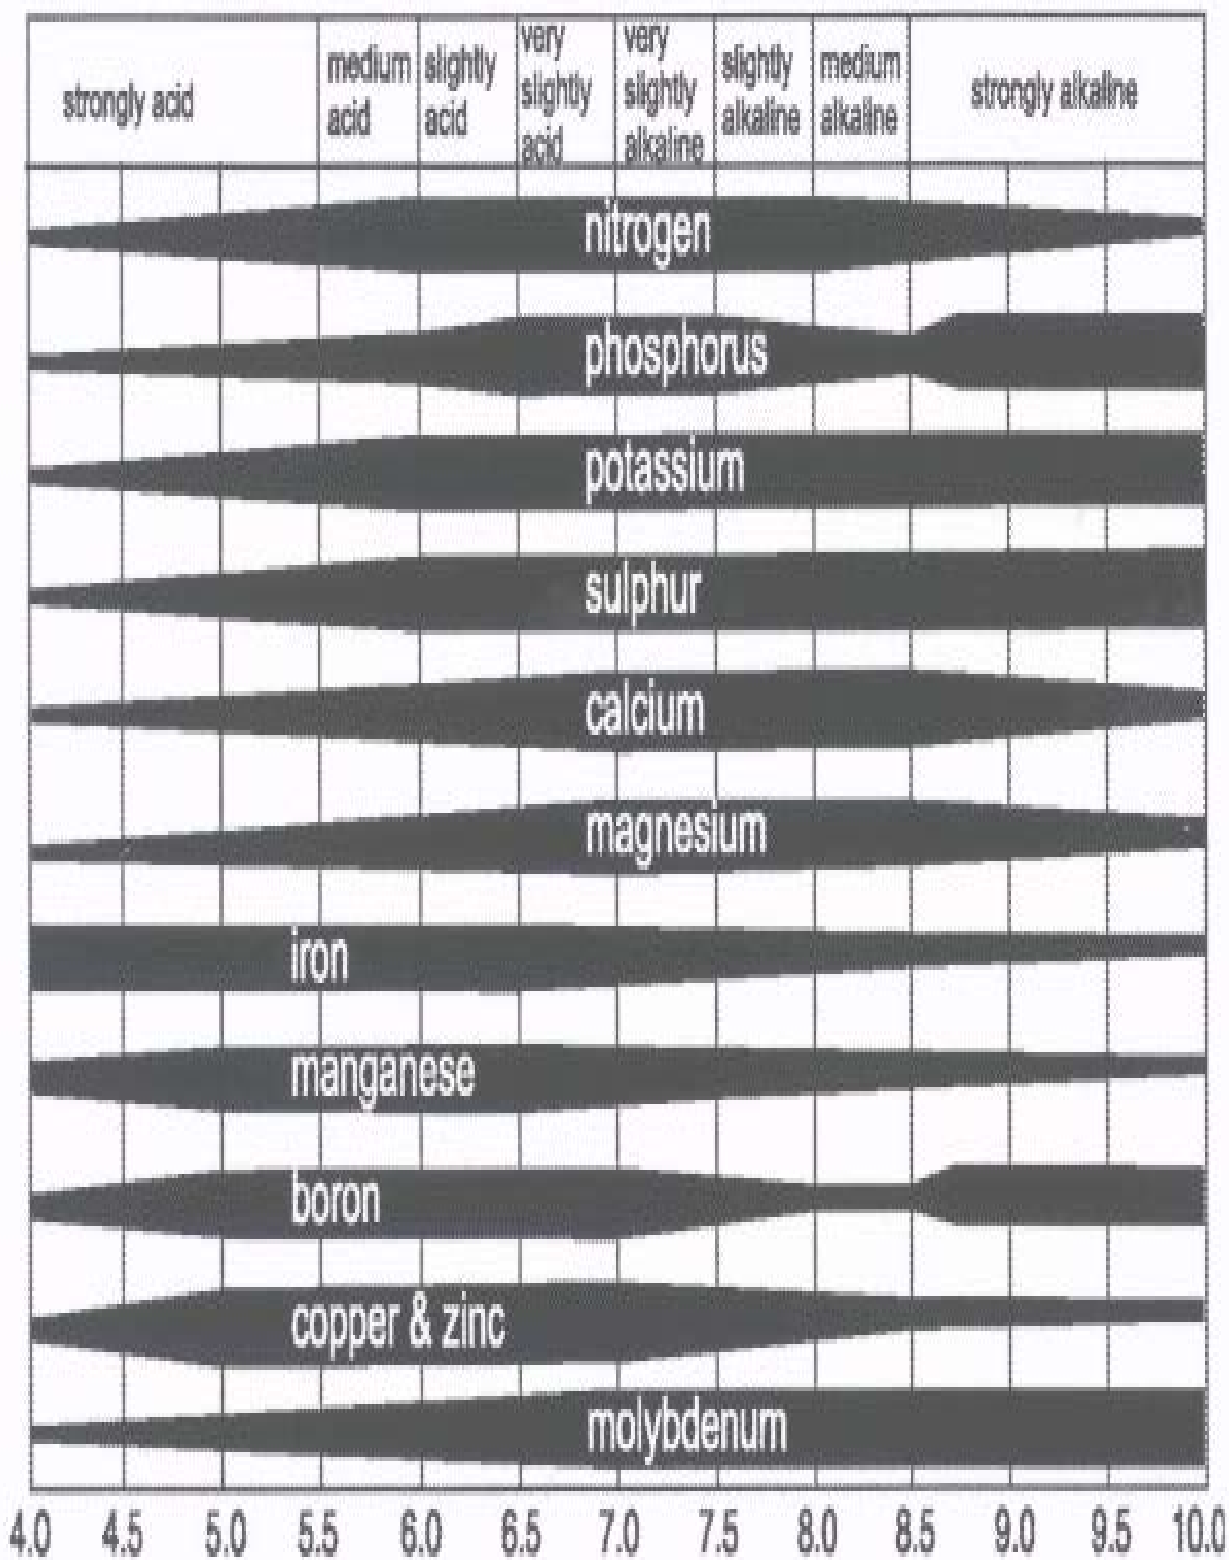 strongly acid
medium
acid
slightly
acid
very
slightly
acid
very
slightly
alkaline
slightly
alkaline
medium
alkaline
strongly alkaline
nitrogen
phosphorus
potassium
sulphur
calcium
magnesium
iron
manganese
boron
copper & zinc
molybdenum
4.0 4.5 5.0 5.5 6.0 6.5 7.0 7.5 8.0 8.5 9.0 9.5 10.0